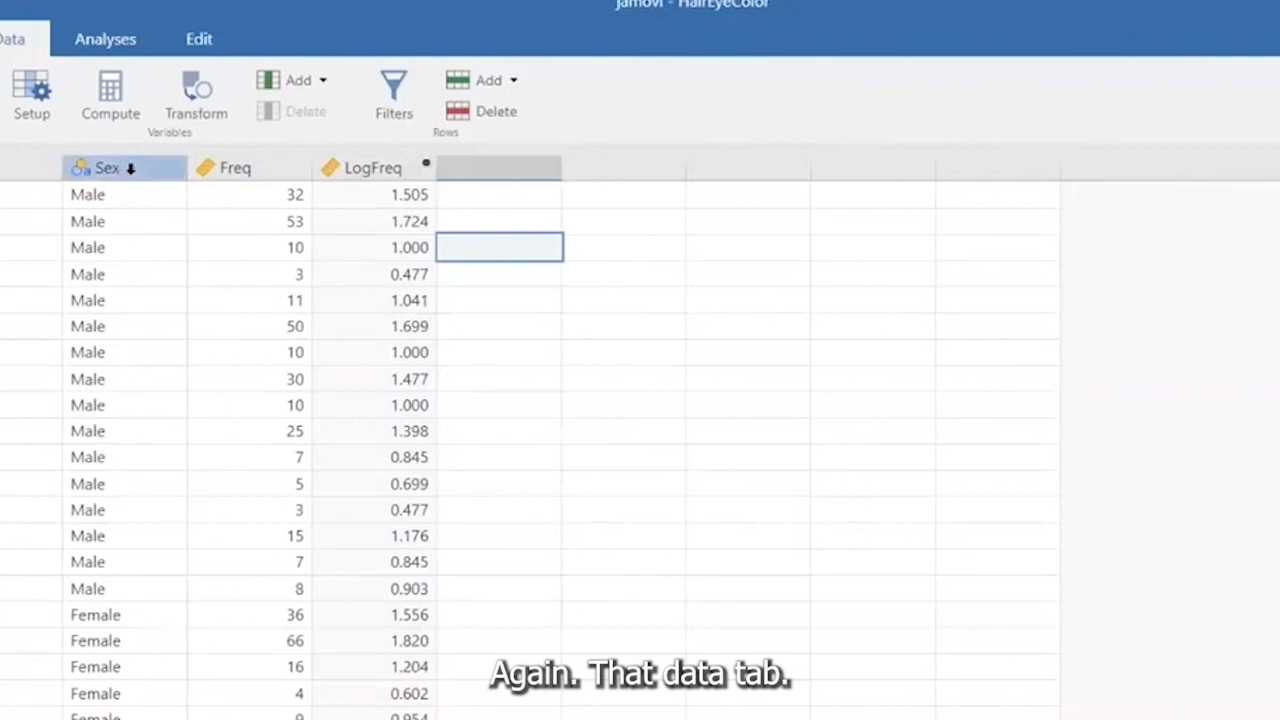 jamovi - HairEyeColor
Data Analyses Edit
Setup Compute Transform Add Delete Filters Add Delete
Variables Rows
Sex Freq LogFreq
Male 32 1.505
Male 53 1.724
Male 10 1.000
Male 3 0.477
Male 11 1.041
Male 50 1.699
Male 10 1.000
Male 30 1.477
Male 10 1.000
Male 25 1.398
Male 7 0.845
Male 5 0.699
Male 3 0.477
Male 15 1.176
Male 7 0.845
Male 8 0.903
Female 36 1.556
Female 66 1.820
Female 16 1.204
Female 4 0.602
Female 9 0.954
Again. That data tab.